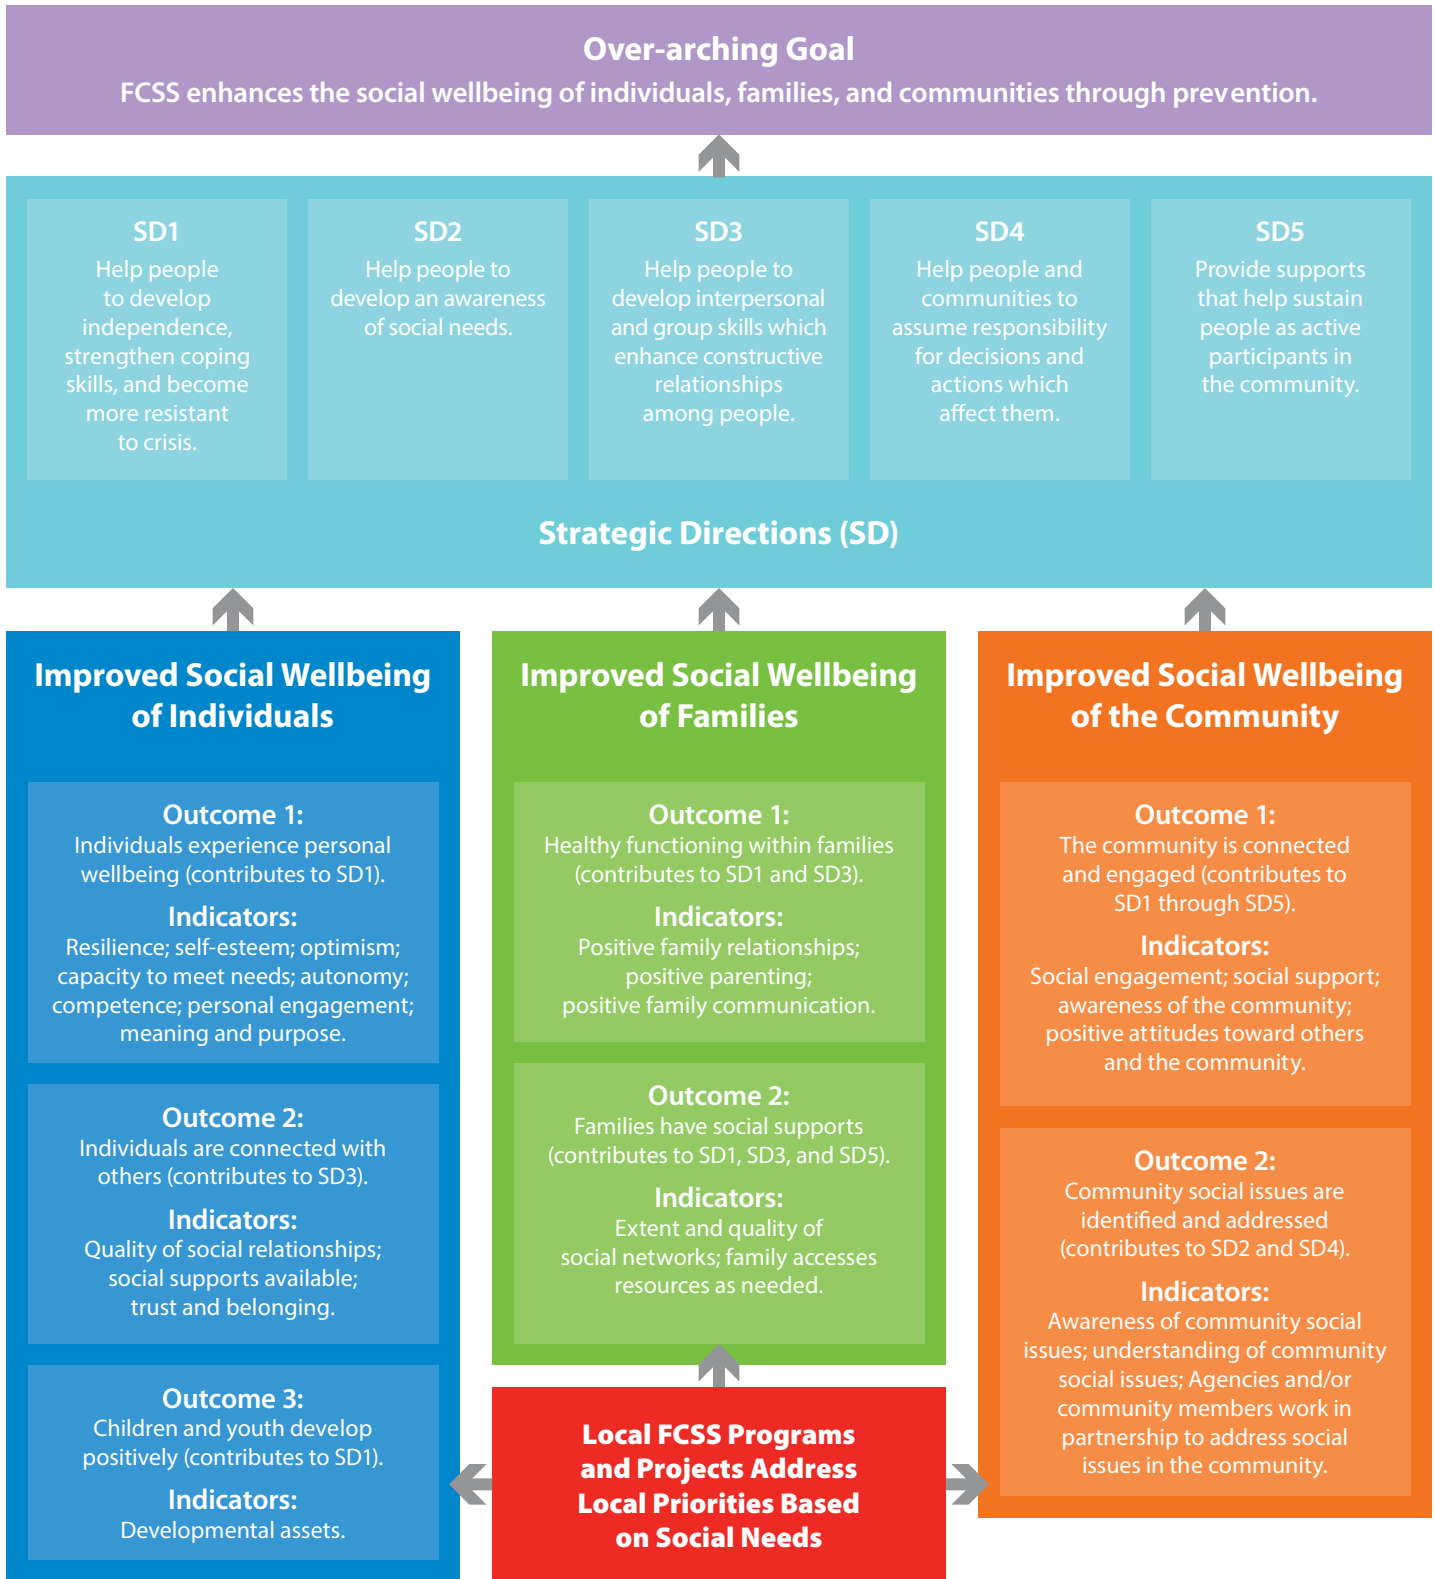 Over-arching Goal
FCSS enhances the social wellbeing of individuals, families, and communities through prevention.
SD1
Help people
to develop
independence,
strengthen coping
skills, and become
more resistant
to crisis.
SD2
Help people to
develop an awareness
of social needs.
SD3
Help people to
develop interpersonal
and group skills which
enhance constructive
relationships
among people.
SD4
Help people and
communities to
assume responsibility
for decisions and
actions which
affect them.
SD5
Provide supports
that help sustain
people as active
participants in
the community.
Strategic Directions (SD)
Improved Social Wellbeing
of Individuals
Outcome 1:
Individuals experience personal
wellbeing (contributes to SD1).
Indicators:
Resilience; self-esteem; optimism;
capacity to meet needs; autonomy;
competence; personal engagement;
meaning and purpose.
Outcome 2:
Individuals are connected with
others (contributes to SD3).
Indicators:
Quality of social relationships;
social supports available;
trust and belonging.
Outcome 3:
Children and youth develop
positively (contributes to SD1).
Indicators:
Developmental assets.
Improved Social Wellbeing
of Families
Outcome 1:
Healthy functioning within families
(contributes to SD1 and SD3).
Indicators:
Positive family relationships;
positive parenting;
positive family communication.
Outcome 2:
Families have social supports
(contributes to SD1, SD3, and SD5).
Indicators:
Extent and quality of
social networks; family accesses
resources as needed.
Improved Social Wellbeing
of the Community
Outcome 1:
The community is connected
and engaged (contributes to
SD1 through SD5).
Indicators:
Social engagement; social support;
awareness of the community;
positive attitudes toward others
and the community.
Outcome 2:
Community social issues are
identified and addressed
(contributes to SD2 and SD4).
Indicators:
Awareness of community social
issues; understanding of community
social issues; Agencies and/or
community members work in
partnership to address social
issues in the community.
Local FCSS Programs
and Projects Address
Local Priorities Based
on Social Needs